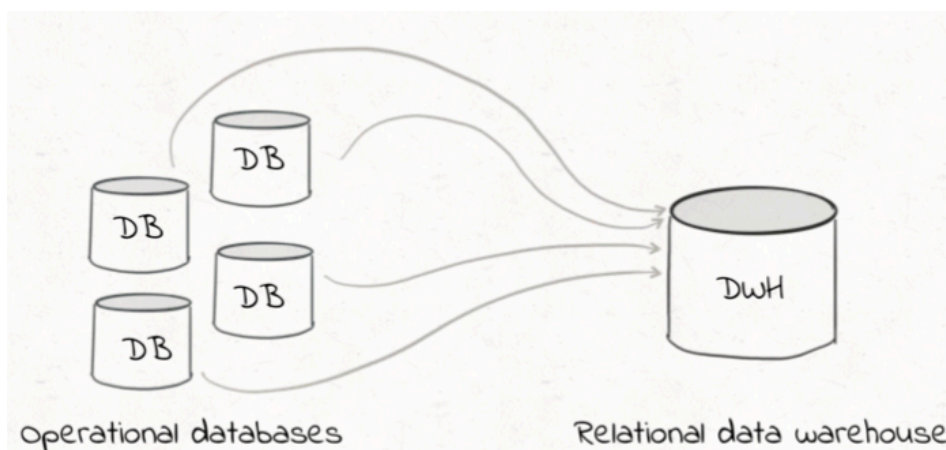 DB
DB
DB
DB
DWH
Operational databases
Relational data warehouse